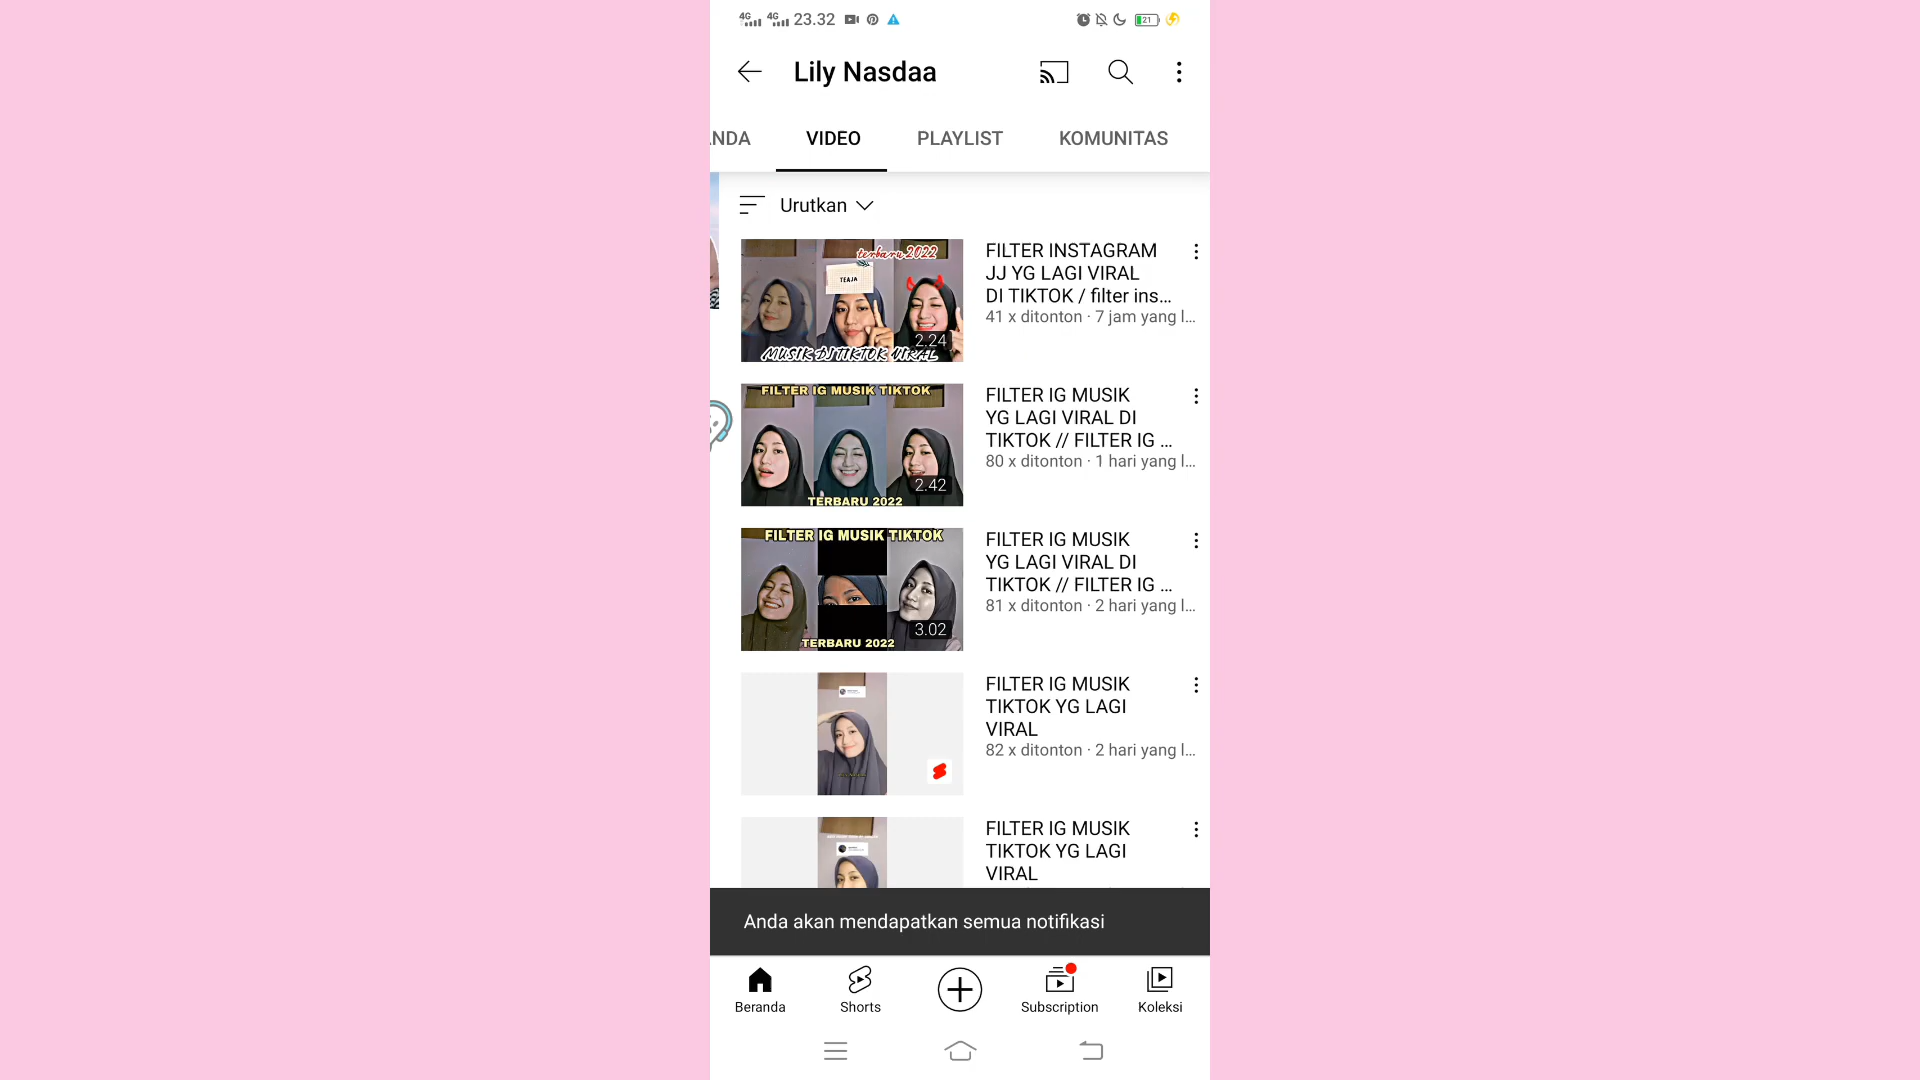 4G 4G 23.32 21
Lily Nasdaa
NDA VIDEO PLAYLIST KOMUNITAS
Urutkan
terbaru 2022
TEAJA
MUSIK DJ TIKTOK VIRAL
2.24
FILTER INSTAGRAM
JJ YG LAGI VIRAL
DI TIKTOK / filter ins...
41 x ditonton · 7 jam yang l...
FILTER IG MUSIK TIKTOK
2.42
TERBARU 2022
FILTER IG MUSIK
YG LAGI VIRAL DI
TIKTOK // FILTER IG ...
80 x ditonton · 1 hari yang l...
FILTER IG MUSIK TIKTOK
3.02
TERBARU 2022
FILTER IG MUSIK
YG LAGI VIRAL DI
TIKTOK // FILTER IG ...
81 x ditonton · 2 hari yang l...
FILTER IG MUSIK
TIKTOK YG LAGI
VIRAL
82 x ditonton · 2 hari yang l...
FILTER IG MUSIK
TIKTOK YG LAGI
VIRAL
Anda akan mendapatkan semua notifikasi
Beranda Shorts Subscription Koleksi